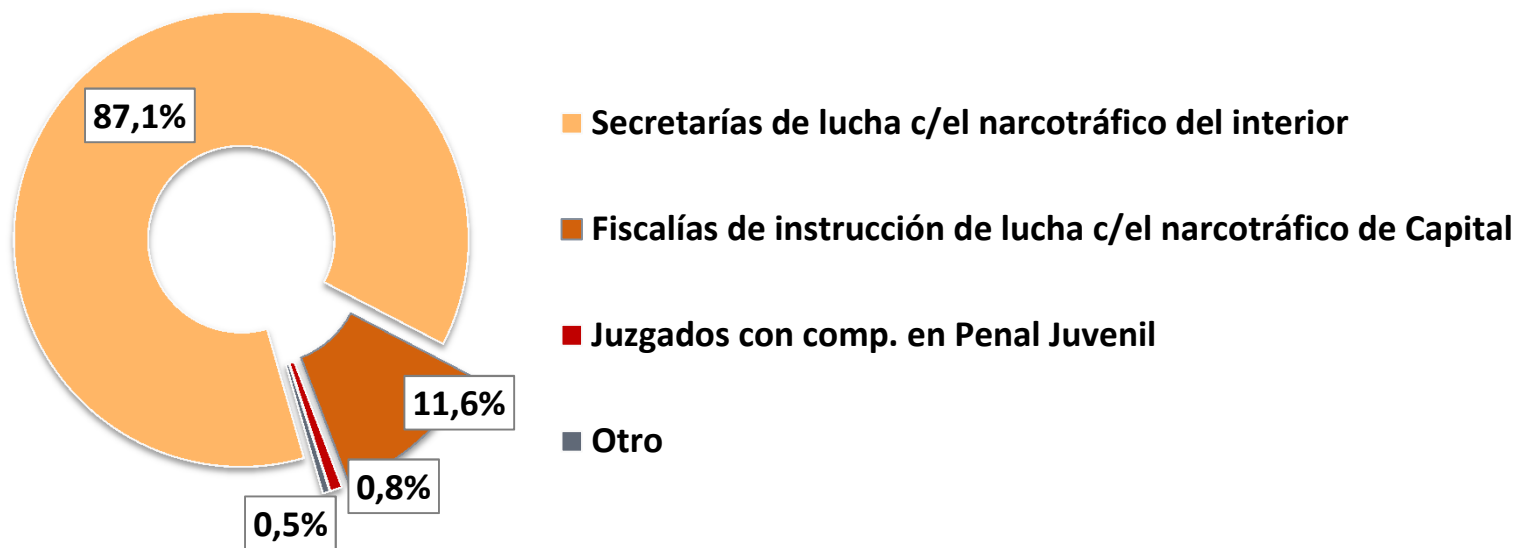 87,1%
Secretarías de lucha c/el narcotráfico del interior
Fiscalías de instrucción de lucha c/el narcotráfico de Capital
Juzgados con comp. en Penal Juvenil
11,6%
Otro
0,8%
0,5%